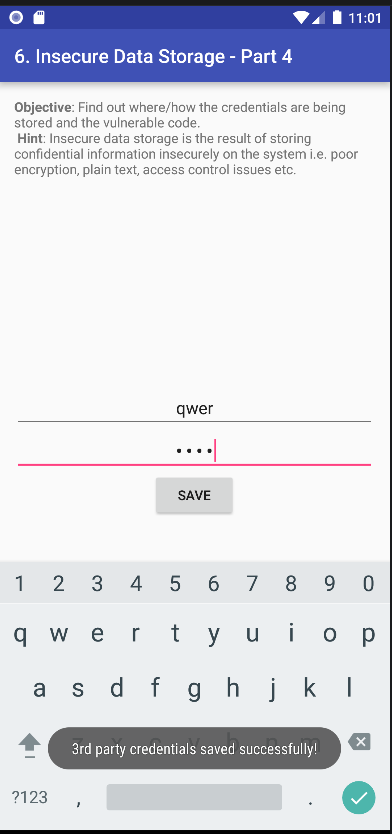 11:01
6. Insecure Data Storage - Part 4
Objective: Find out where/how the credentials are being
stored and the vulnerable code.
Hint: Insecure data storage is the result of storing
confidential information insecurely on the system i.e. poor
encryption, plain text, access control issues etc.
qwer
••••
SAVE
1 2 3 4 5 6 7 8 9 0
q w e r t y u i o p
a s d f g h j k l
3rd party credentials saved successfully!
?123 , .